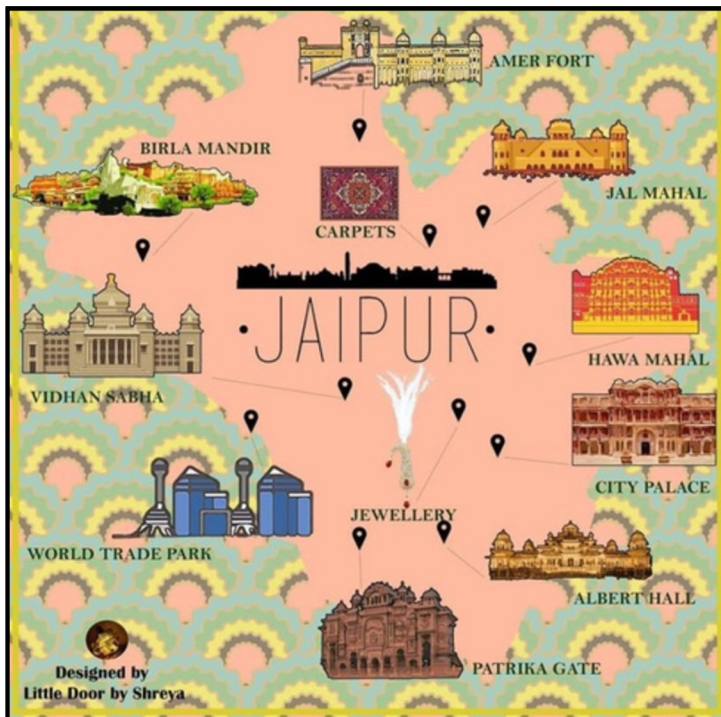 AMER FORT
BIRLA MANDIR
JAL MAHAL
CARPETS
JAIPUR
HAWA MAHAL
VIDHAN SABHA
CITY PALACE
JEWELLERY
WORLD TRADE PARK
ALBERT HALL
PATRIKA GATE
Designed by
Little Door by Shreya